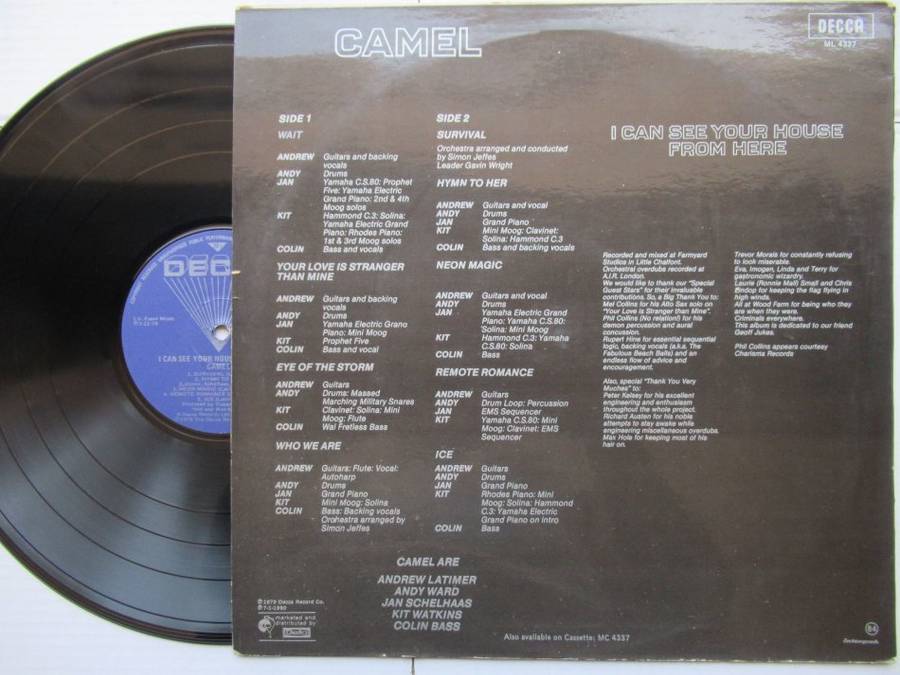 CAMEL
DECCA
ML 4337
SIDE 1
WAIT
ANDREW Guitars and backing
vocals
ANDY Drums
JAN Yamaha C.S.80: Prophet
Five: Yamaha Electric
Grand Piano: 2nd & 4th
Moog solos
KIT Hammond C.3: Solina:
Yamaha Electric Grand
Piano: Rhodes Piano:
1st & 3rd Moog solos
COLIN Bass and vocals
YOUR LOVE IS STRANGER
THAN MINE
ANDREW Guitars and backing
vocals
ANDY Drums
JAN Yamaha Electric Grand
Piano: Mini Moog
KIT Prophet Five
COLIN Bass and vocal
EYE OF THE STORM
ANDREW Guitars
ANDY Drums: Massed
Marching Military Snares
KIT Clavinet: Solina: Mini
Moog: Flute
COLIN Wal Fretless Bass
WHO WE ARE
ANDREW Guitars: Flute: Vocal:
Autoharp
ANDY Drums
JAN Grand Piano
KIT Mini Moog: Solina
COLIN Bass: Backing vocals
Orchestra arranged by
Simon Jeffes
SIDE 2
SURVIVAL
Orchestra arranged and conducted
by Simon Jeffes
Leader Gavin Wright
HYMN TO HER
ANDREW Guitars and vocal
ANDY Drums
JAN Grand Piano
KIT Mini Moog: Clavinet:
Solina: Hammond C.3
COLIN Bass and backing vocals
NEON MAGIC
ANDREW Guitars and vocal
ANDY Drums
JAN Yamaha Electric Grand
Piano: Yamaha C.S.80:
Solina: Mini Moog
KIT Hammond C.3: Yamaha
C.S.80: Solina
COLIN Bass
REMOTE ROMANCE
ANDREW Guitars
ANDY Drum Loop: Percussion
JAN EMS Sequencer
KIT Yamaha C.S.80: Mini
Moog: Clavinet: EMS
Sequencer
ICE
ANDREW Guitars
ANDY Drums
JAN Grand Piano
KIT Rhodes Piano: Mini
Moog: Solina: Hammond
C.3: Yamaha Electric
Grand Piano on intro
COLIN Bass
I CAN SEE YOUR HOUSE
FROM HERE
Recorded and mixed at Farmyard
Studios in Little Chalfont.
Orchestral overdubs recorded at
A.I.R. London.
We would like to thank our "Special
Guest Stars" for their invaluable
contributions. So, a Big Thank You to:
Mel Collins for his Alto Sax solo on
"Your Love is Stranger than Mine".
Phil Collins (No relation) for his
demon percussion and aural
concussion.
Rupert Hine for essential sequential
logic, backing vocals (a.k.a. The
Fabulous Beach Balls) and an
endless flow of advice and
encouragement.
Also, special "Thank You Very
Muches" to:
Peter Kelsey for his excellent
engineering and enthusiasm
throughout the whole project.
Richard Austen for his noble
attempts to stay awake while
engineering miscellaneous overdubs.
Max Hole for keeping most of his
hair on.
Trevor Morais for constantly refusing
to look miserable.
Eva, Imogen, Linda and Terry for
gastronomic wizardry.
Laurie (Ronnie Mall) Small and Chris
Bindop for keeping the flag flying in
high winds.
All at Wood Farm for being who they
are when they were.
Criminals everywhere.
This album is dedicated to our friend
Geoff Jukes.
Phil Collins appears courtesy
Charisma Records
CAMEL ARE
ANDREW LATIMER
ANDY WARD
JAN SCHELHAAS
KIT WATKINS
COLIN BASS
℗ 1979 Decca Record Co.
marketed and
distributed by
Also available on Cassette: MC 4337
DEC
I CAN SEE YOUR HOU
CAMEL